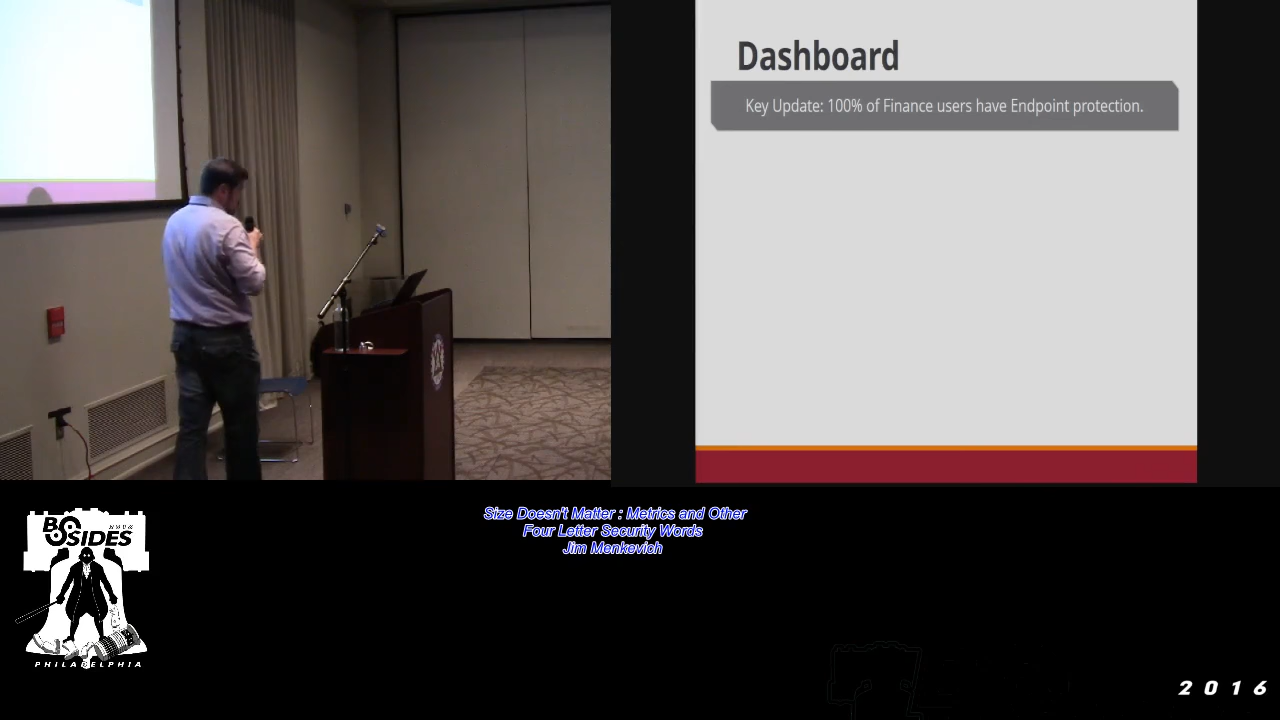 Dashboard
Key Update: 100% of Finance users have Endpoint protection.
Size Doesn't Matter : Metrics and Other
Four Letter Security Words
Jim Menkevich
BSIDES
PHILADELPHIA
2016